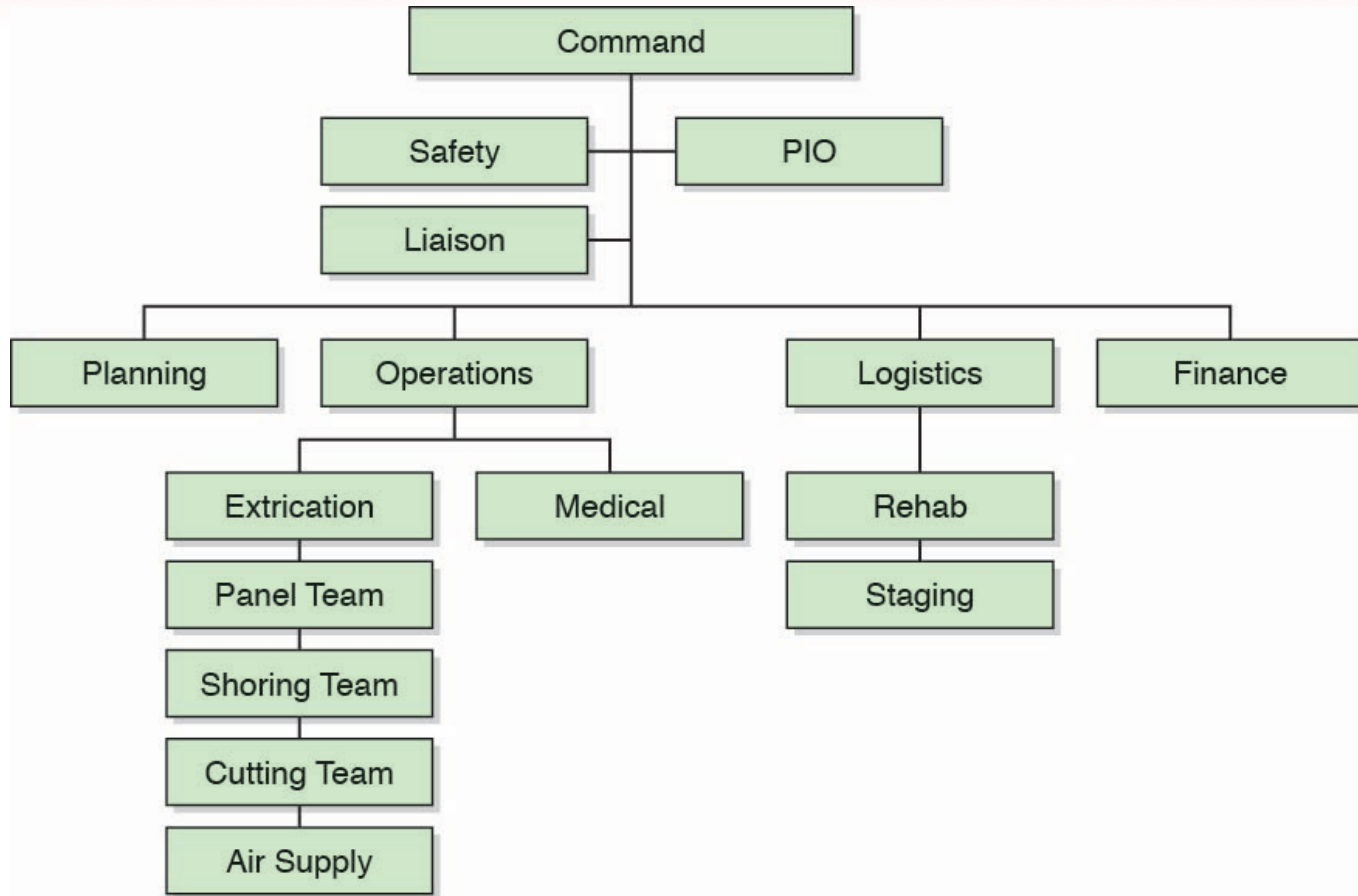 Command
Safety
PIO
Liaison
Planning
Operations
Logistics
Finance
Extrication
Medical
Rehab
Panel Team
Staging
Shoring Team
Cutting Team
Air Supply